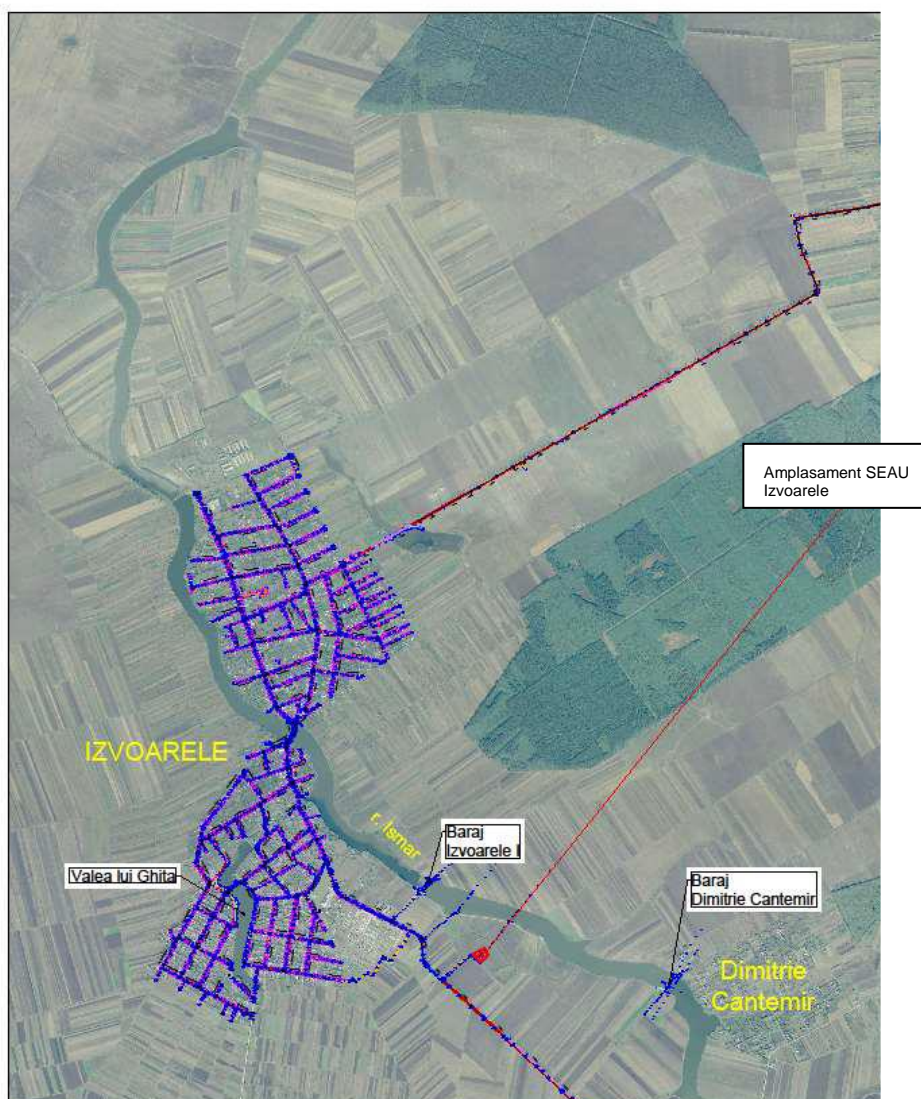 Amplasament SEAU
Izvoarele
IZVOARELE
r. Ismar
Baraj
Izvoarele I
Valea lui Ghita
Baraj
Dimitrie Cantemir
Dimitrie
Cantemir